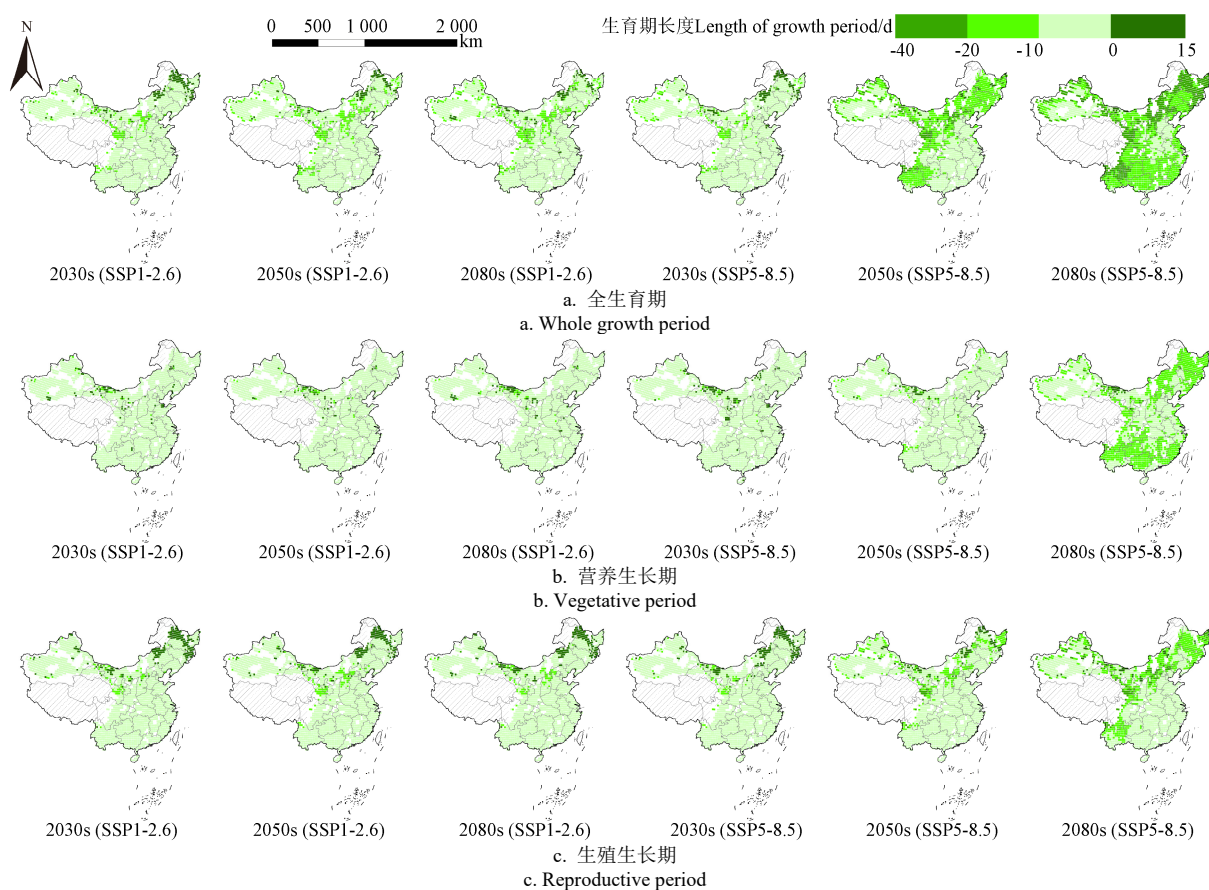 N
0 500 1 000 2 000
km
生育期长度Length of growth period/d
-40 -20 -10 0 15
2030s (SSP1-2.6) 2050s (SSP1-2.6) 2080s (SSP1-2.6) 2030s (SSP5-8.5) 2050s (SSP5-8.5) 2080s (SSP5-8.5)
a. 全生育期
a. Whole growth period
2030s (SSP1-2.6) 2050s (SSP1-2.6) 2080s (SSP1-2.6) 2030s (SSP5-8.5) 2050s (SSP5-8.5) 2080s (SSP5-8.5)
b. 营养生长期
b. Vegetative period
2030s (SSP1-2.6) 2050s (SSP1-2.6) 2080s (SSP1-2.6) 2030s (SSP5-8.5) 2050s (SSP5-8.5) 2080s (SSP5-8.5)
c. 生殖生长期
c. Reproductive period